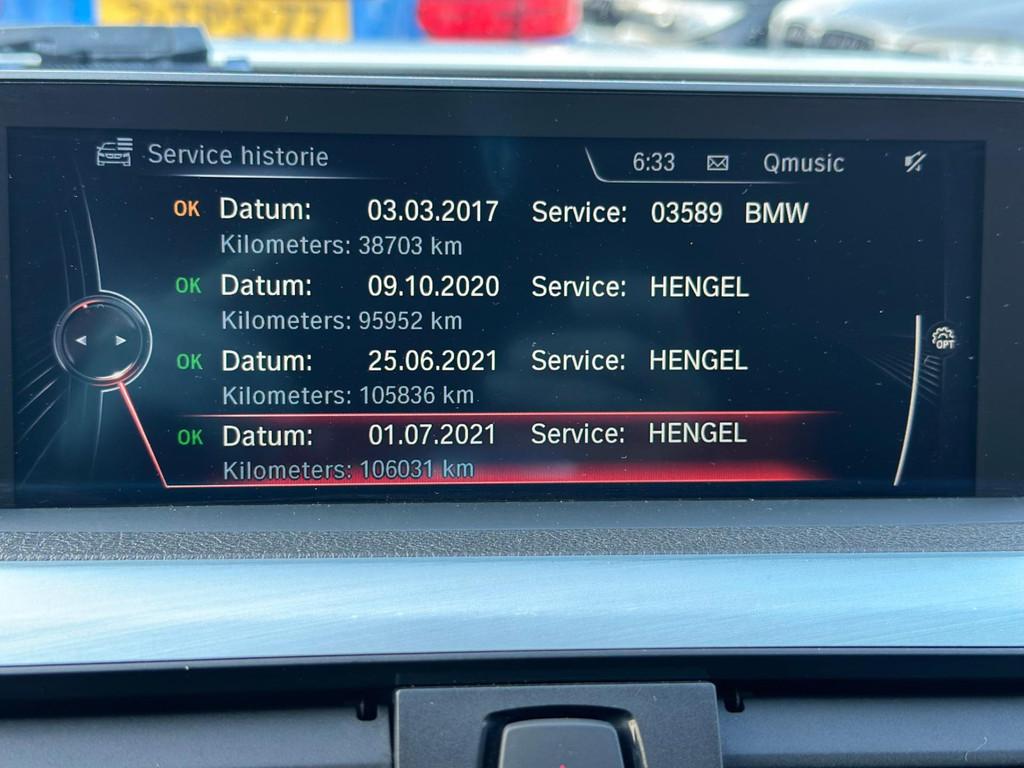 Service historie
6:33 Qmusic
OK Datum: 03.03.2017 Service: 03589 BMW
Kilometers: 38703 km
OK Datum: 09.10.2020 Service: HENGEL
Kilometers: 95952 km
OK Datum: 25.06.2021 Service: HENGEL
Kilometers: 105836 km
OPT
OK Datum: 01.07.2021 Service: HENGEL
Kilometers: 106031 km